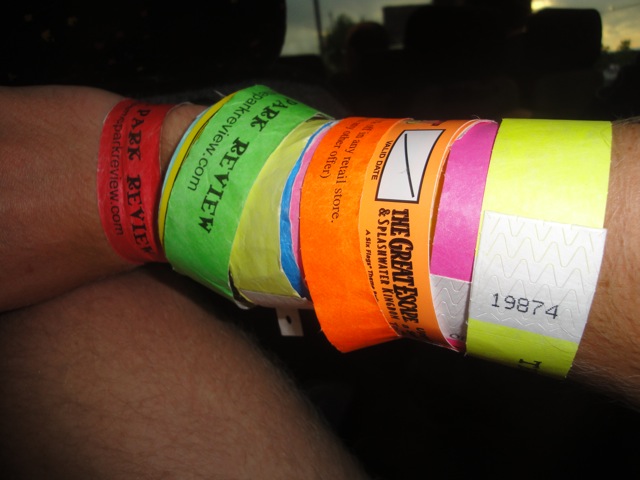 PARK REVIEW
parkreview.com
PARK REVIEW
parkreview.com
in any retail store.
other offer)
VALID DATE
THE GREAT ESCAPE
& SPLASHWATER KINGDOM
A Six Flags Theme
19874